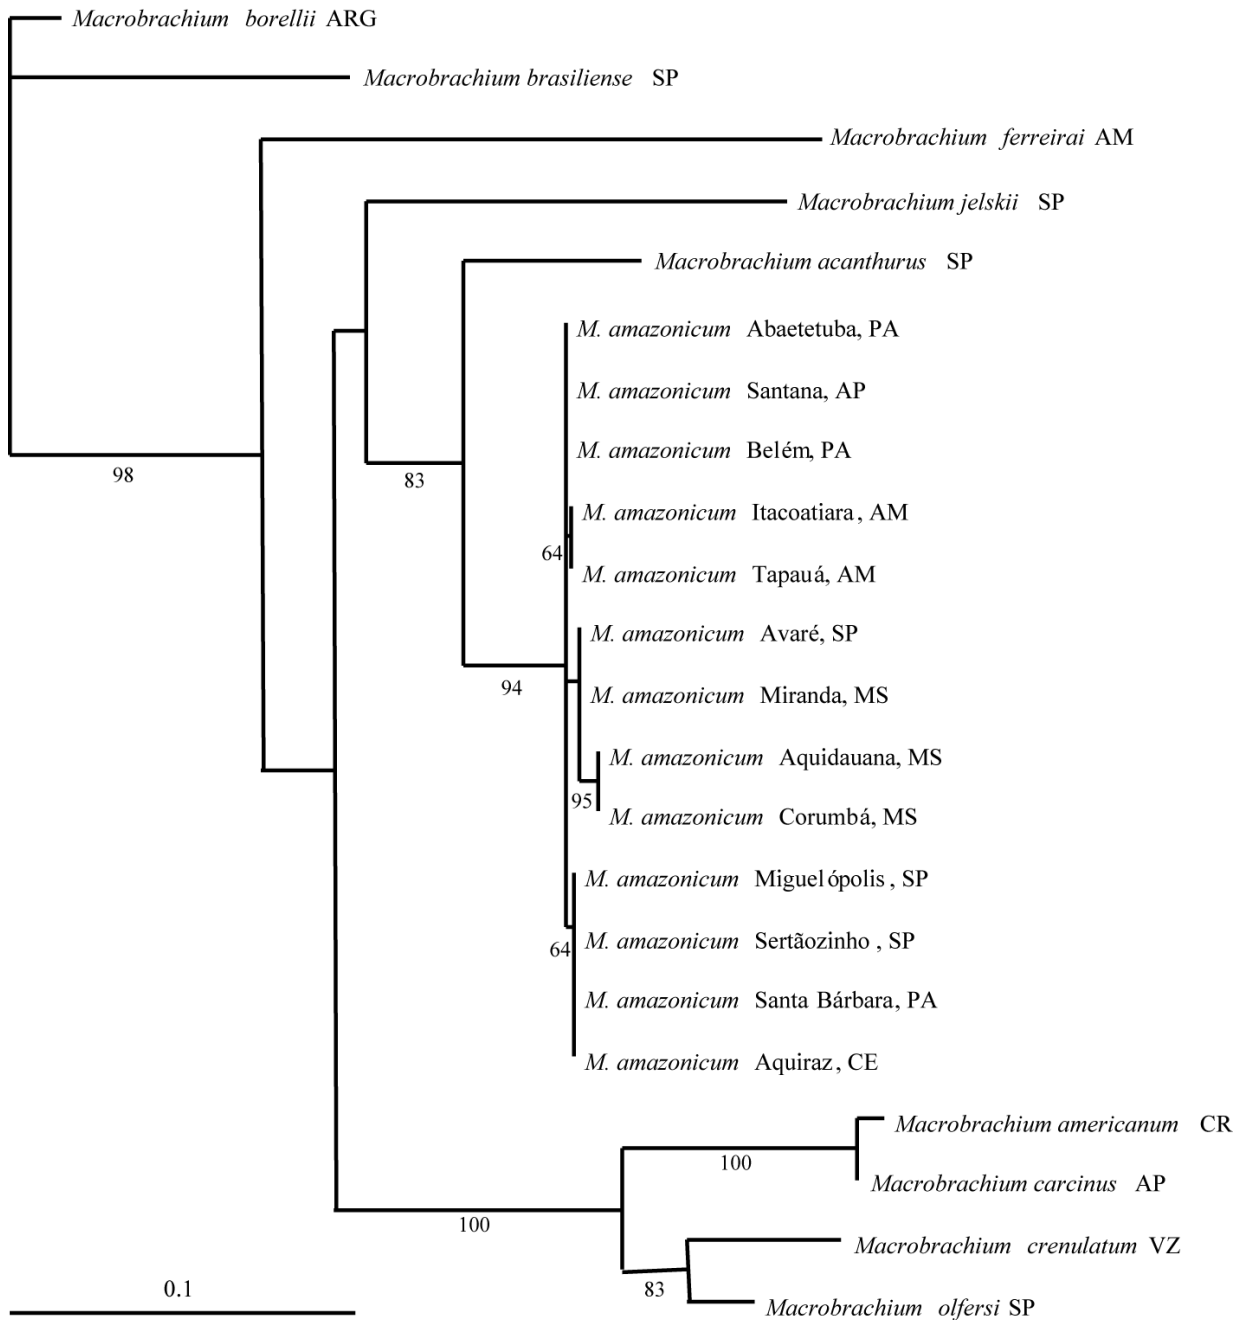 Macrobrachium borellii ARG
Macrobrachium brasiliense SP
Macrobrachium ferreirai AM
Macrobrachium jelskii SP
Macrobrachium acanthurus SP
M. amazonicum Abaetetuba, PA
M. amazonicum Santana, AP
M. amazonicum Belém, PA
98
83
M. amazonicum Itacoatiara, AM
64
M. amazonicum Tapauá, AM
M. amazonicum Avaré, SP
94
M. amazonicum Miranda, MS
M. amazonicum Aquidauana, MS
95
M. amazonicum Corumbá, MS
M. amazonicum Miguelópolis, SP
64
M. amazonicum Sertãozinho, SP
M. amazonicum Santa Bárbara, PA
M. amazonicum Aquiraz, CE
Macrobrachium americanum CR
100
Macrobrachium carcinus AP
100
Macrobrachium crenulatum VZ
0.1
83
Macrobrachium olfersi SP